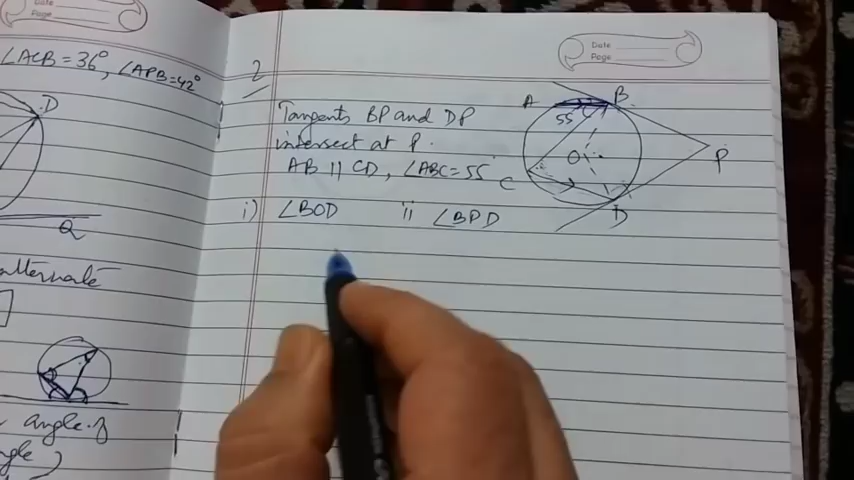 Date
Page
∠ACB = 36°, ∠APB = 42°
D
Q
alternate
angle of
2
Date
Page
Tangents BP and DP
intersect at P.
AB || CD, ∠ABC = 55°
i) ∠BOD ii ∠BPD
A
B
55°
O
P
C
D